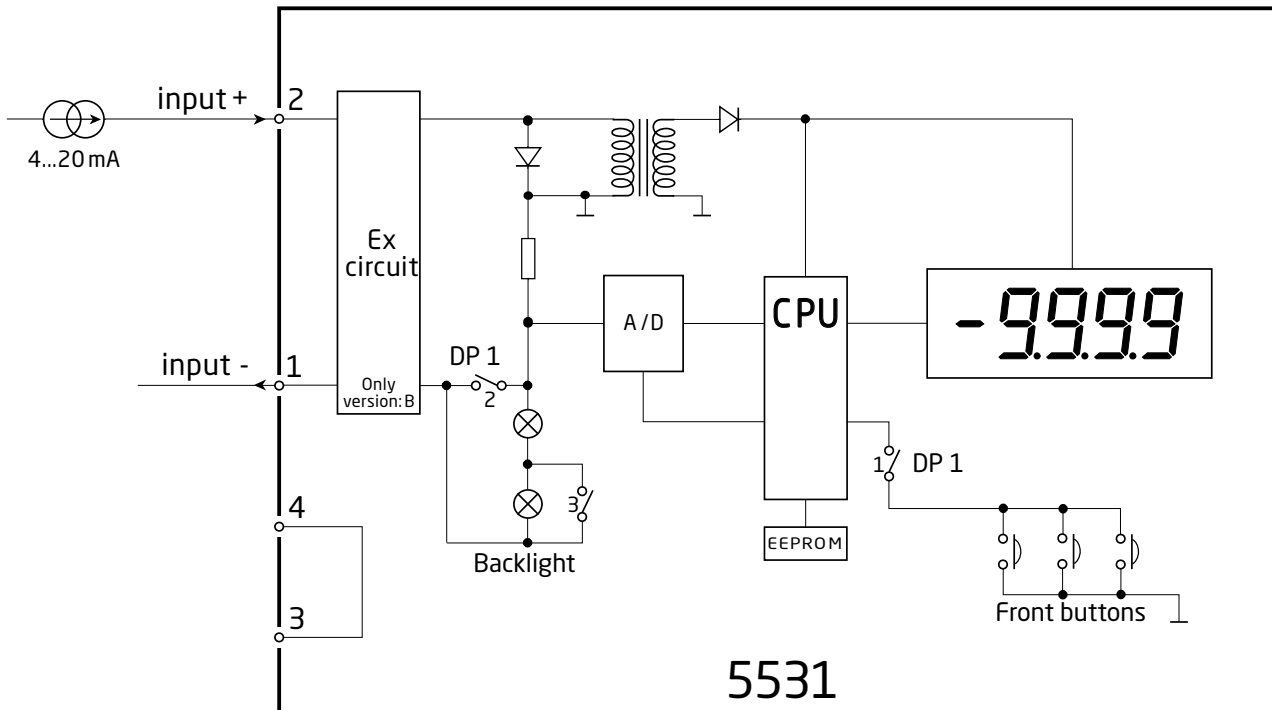 input +
2
4...20 mA
Ex
circuit
A/D
CPU
-9.9.9.9
input -
1
DP 1
2
Only
version: B
1
DP 1
4
3
EEPROM
Backlight
3
Front buttons
5531